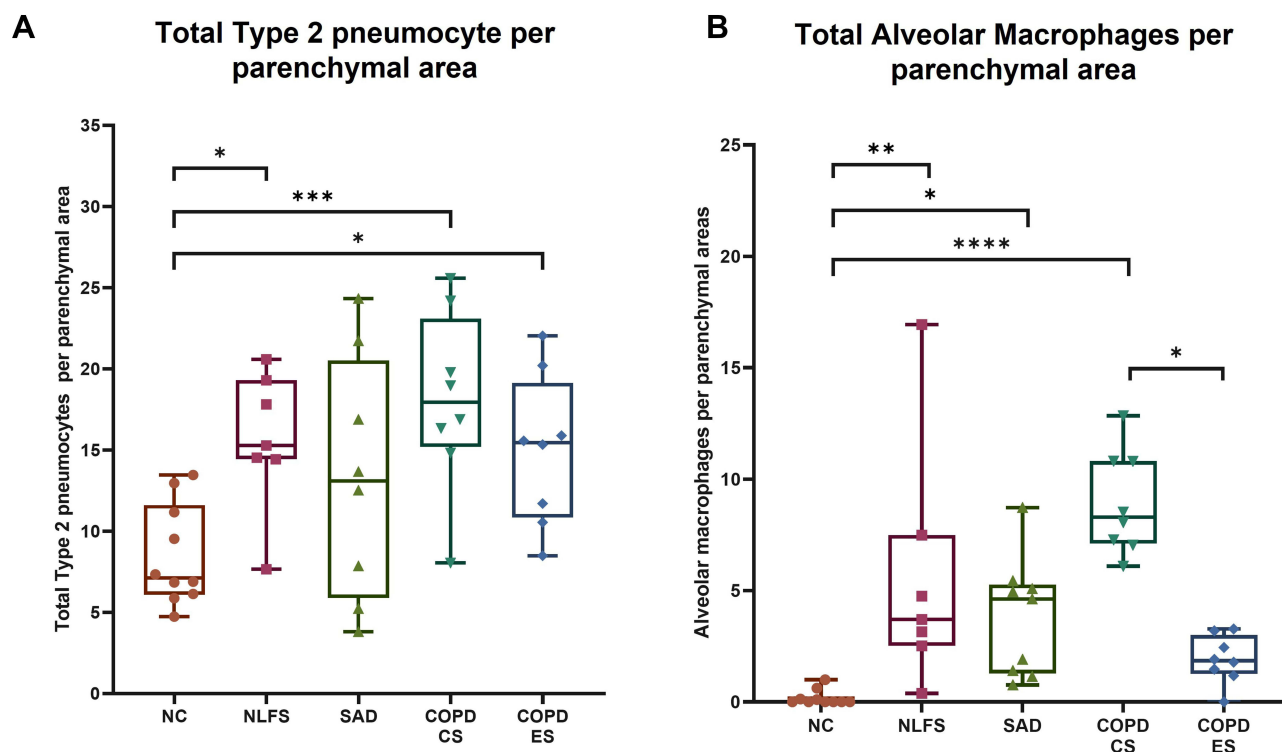 A
Total Type 2 pneumocyte per
parenchymal area
Total Type 2 pneumocytes per parenchymal area
35
30
25
20
15
10
5
0
*
***
*
NC
NLFS
SAD
COPD
CS
COPD
ES
B
Total Alveolar Macrophages per
parenchymal area
Alveolar macrophages per parenchymal areas
25
20
15
10
5
0
**
*
****
*
NC
NLFS
SAD
COPD
CS
COPD
ES